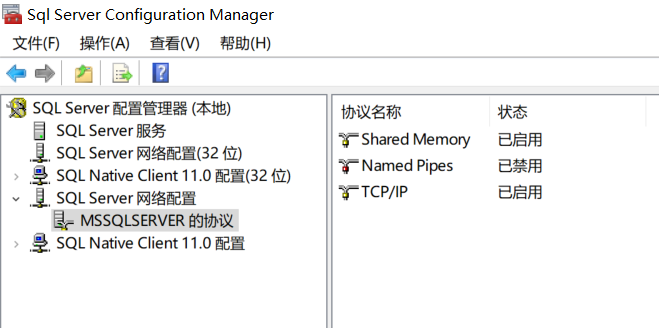 Sql Server Configuration Manager
文件(F) 操作(A) 查看(V) 帮助(H)
SQL Server 配置管理器 (本地)
SQL Server 服务
SQL Server 网络配置(32 位)
SQL Native Client 11.0 配置(32 位)
SQL Server 网络配置
MSSQLSERVER 的协议
SQL Native Client 11.0 配置
协议名称 状态
Shared Memory 已启用
Named Pipes 已禁用
TCP/IP 已启用